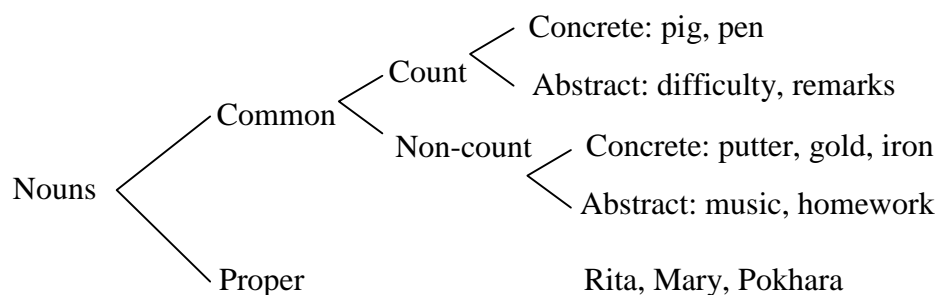 Concrete: pig, pen
Count
Abstract: difficulty, remarks
Common
Non-count
Concrete: putter, gold, iron
Nouns
Abstract: music, homework
Proper Rita, Mary, Pokhara